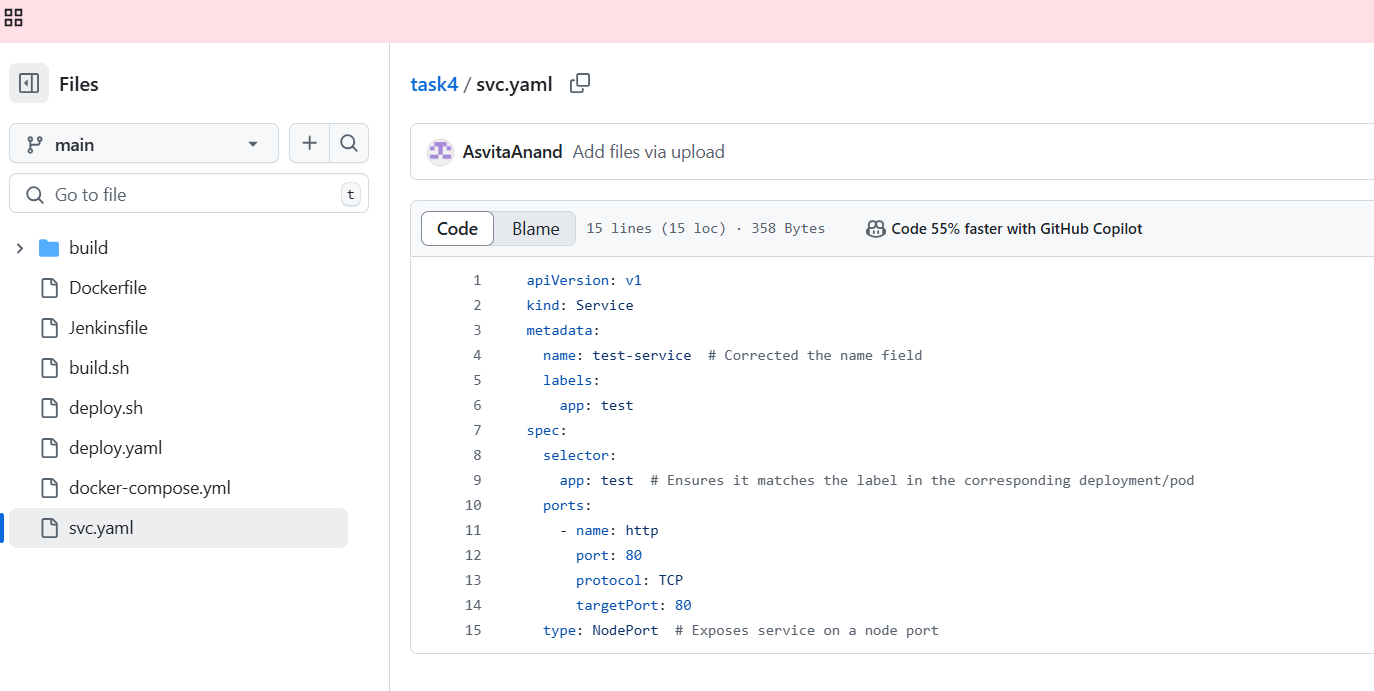 Files
main
Go to file
t
build
Dockerfile
Jenkinsfile
build.sh
deploy.sh
deploy.yaml
docker-compose.yml
svc.yaml
task4 / svc.yaml
AsvitaAnand Add files via upload
Code Blame 15 lines (15 loc) · 358 Bytes Code 55% faster with GitHub Copilot
1 apiVersion: v1
2 kind: Service
3 metadata:
4   name: test-service  # Corrected the name field
5   labels:
6     app: test
7 spec:
8   selector:
9     app: test  # Ensures it matches the label in the corresponding deployment/pod
10   ports:
11     - name: http
12       port: 80
13       protocol: TCP
14       targetPort: 80
15   type: NodePort  # Exposes service on a node port